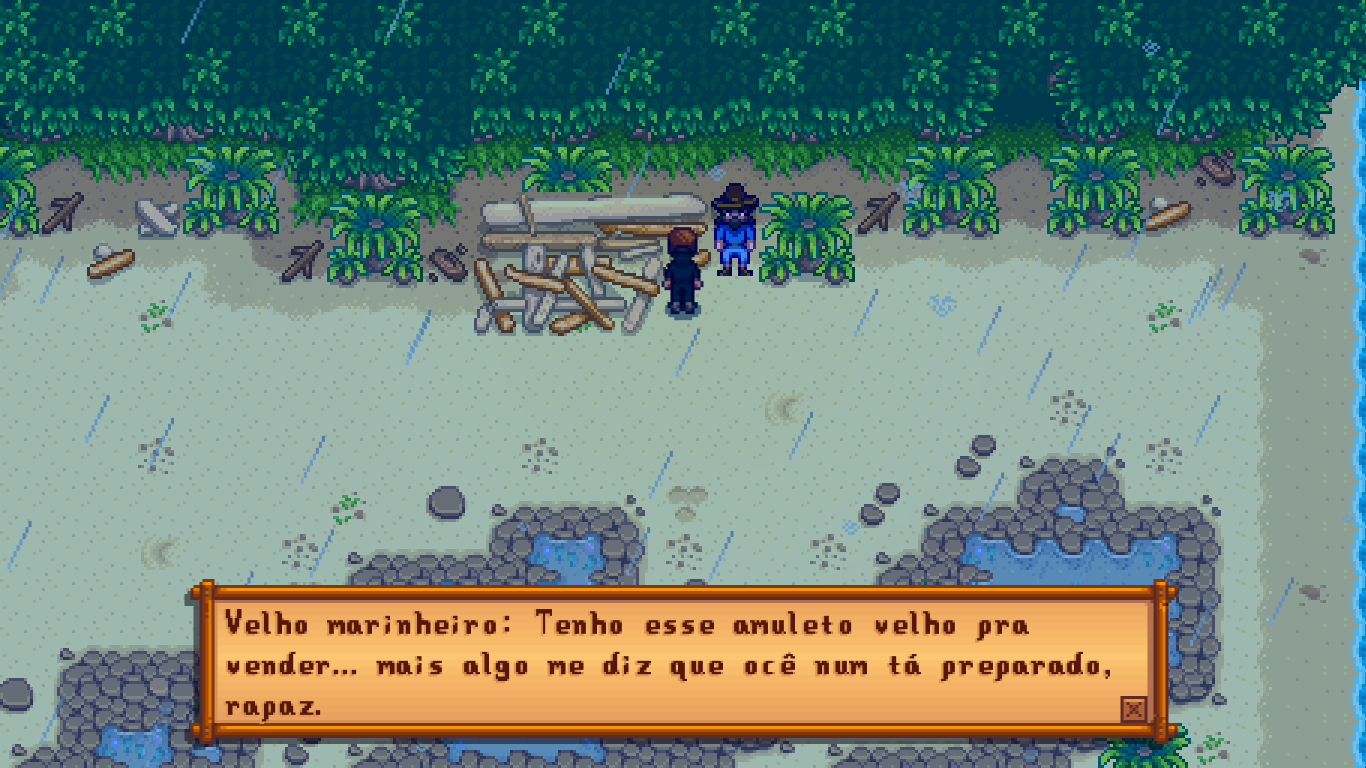 Velho marinheiro: Tenho esse amuleto velho pra
vender... mais algo me diz que ocê num tá preparado,
rapaz.